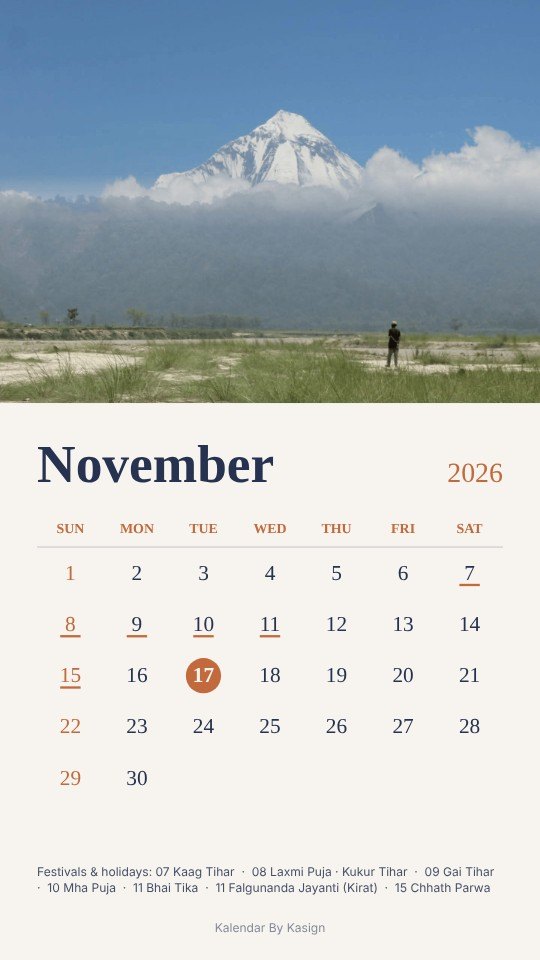 November 2026
SUN MON TUE WED THU FRI SAT
1 2 3 4 5 6 7
8 9 10 11 12 13 14
15 16 17 18 19 20 21
22 23 24 25 26 27 28
29 30
Festivals & holidays: 07 Kaag Tihar · 08 Laxmi Puja · Kukur Tihar · 09 Gai Tihar
· 10 Mha Puja · 11 Bhai Tika · 11 Falgunanda Jayanti (Kirat) · 15 Chhath Parwa
Kalendar By Kasign